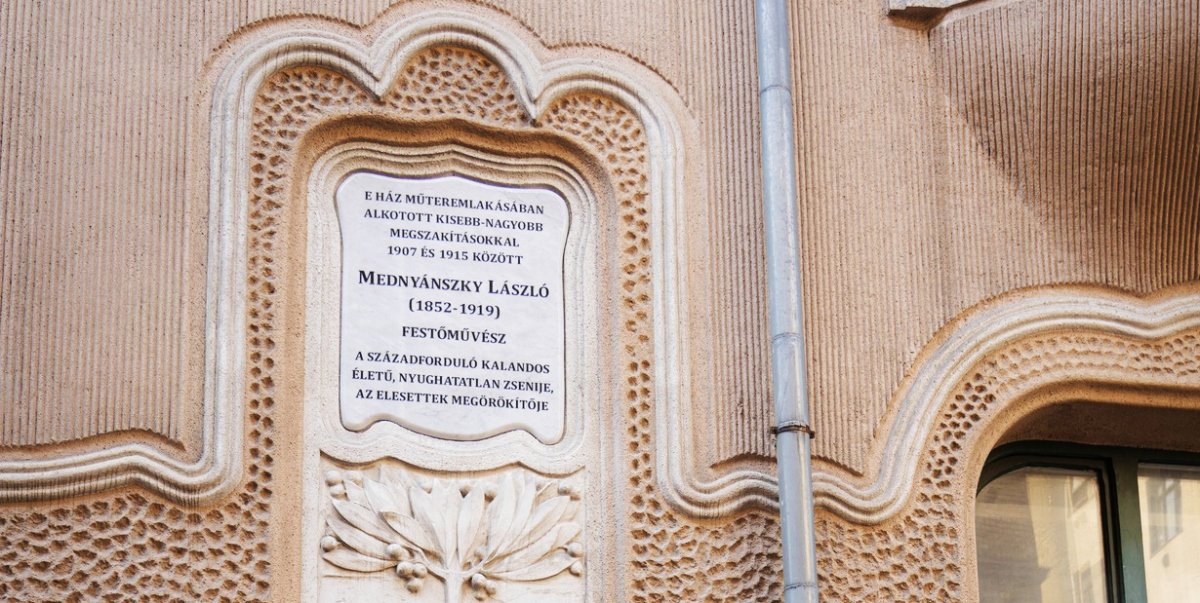 E HÁZ MŰTEREMLAKÁSÁBAN
ALKOTOTT KISEBB-NAGYOBB
MEGSZAKÍTÁSOKKAL
1907 ÉS 1915 KÖZÖTT
MEDNYÁNSZKY LÁSZLÓ
(1852-1919)
FESTŐMŰVÉSZ
A SZÁZADFORDULÓ KALANDOS
ÉLETŰ, NYUGHATATLAN ZSENIJE,
AZ ELESETTEK MEGÖRÖKÍTŐJE